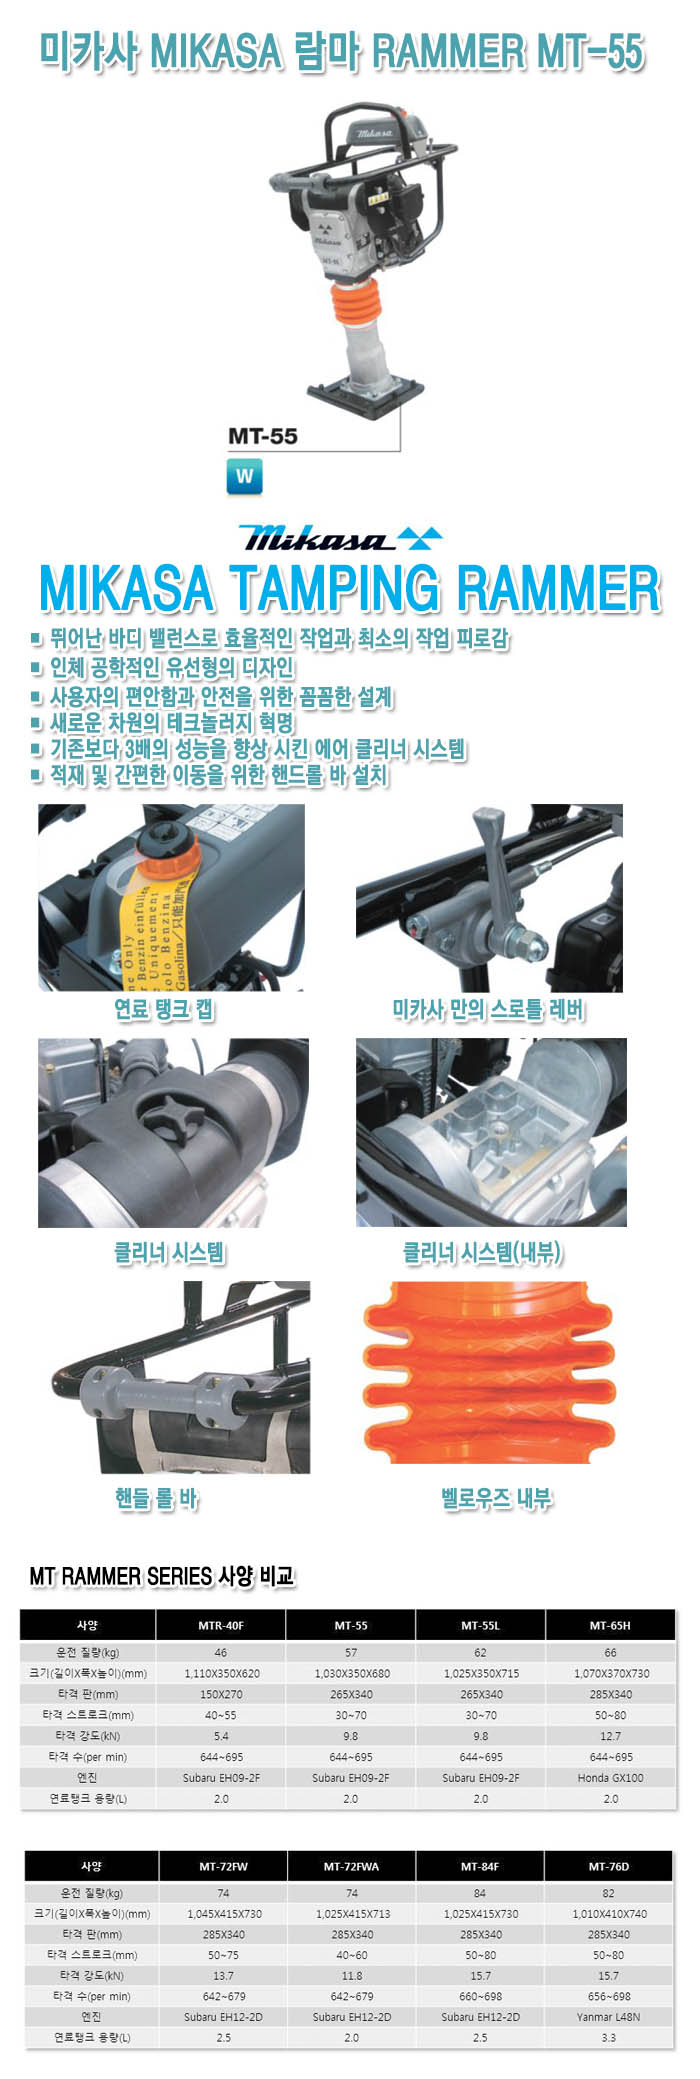 미카사 MIKASA 람마 RAMMER MT-55
Mikasa
Mikasa
MT-55
MT-55
W
Mikasa
MIKASA TAMPING RAMMER
■ 뛰어난 바디 밸런스로 효율적인 작업과 최소의 작업 피로감
■ 인체 공학적인 유선형의 디자인
■ 사용자의 편안함과 안전을 위한 꼼꼼한 설계
■ 새로운 차원의 테크놀러지 혁명
■ 기존보다 3배의 성능을 향상 시킨 에어 클리너 시스템
■ 적재 및 간편한 이동을 위한 핸드롤 바 설치
ne Only
r Benzin einfüllen
e Uniquement
solo Benzina
Gasolina／只能加汽
연료 탱크 캡 미카사 만의 스로틀 레버
클리너 시스템 클리너 시스템(내부)
핸들 롤 바 벨로우즈 내부
MT RAMMER SERIES 사양 비교
사양 MTR-40F MT-55 MT-55L MT-65H
운전 질량(kg) 46 57 62 66
크기(길이X폭X높이)(mm) 1,110X350X620 1,030X350X680 1,025X350X715 1,070X370X730
타격 판(mm) 150X270 265X340 265X340 285X340
타격 스트로크(mm) 40~55 30~70 30~70 50~80
타격 강도(kN) 5.4 9.8 9.8 12.7
타격 수(per min) 644~695 644~695 644~695 644~695
엔진 Subaru EH09-2F Subaru EH09-2F Subaru EH09-2F Honda GX100
연료탱크 용량(L) 2.0 2.0 2.0 2.0
사양 MT-72FW MT-72FWA MT-84F MT-76D
운전 질량(kg) 74 74 84 82
크기(길이X폭X높이)(mm) 1,045X415X730 1,025X415X713 1,025X415X730 1,010X410X740
타격 판(mm) 285X340 285X340 285X340 285X340
타격 스트로크(mm) 50~75 40~60 50~80 50~80
타격 강도(kN) 13.7 11.8 15.7 15.7
타격 수(per min) 642~679 642~679 660~698 656~698
엔진 Subaru EH12-2D Subaru EH12-2D Subaru EH12-2D Yanmar L48N
연료탱크 용량(L) 2.5 2.0 2.5 3.3